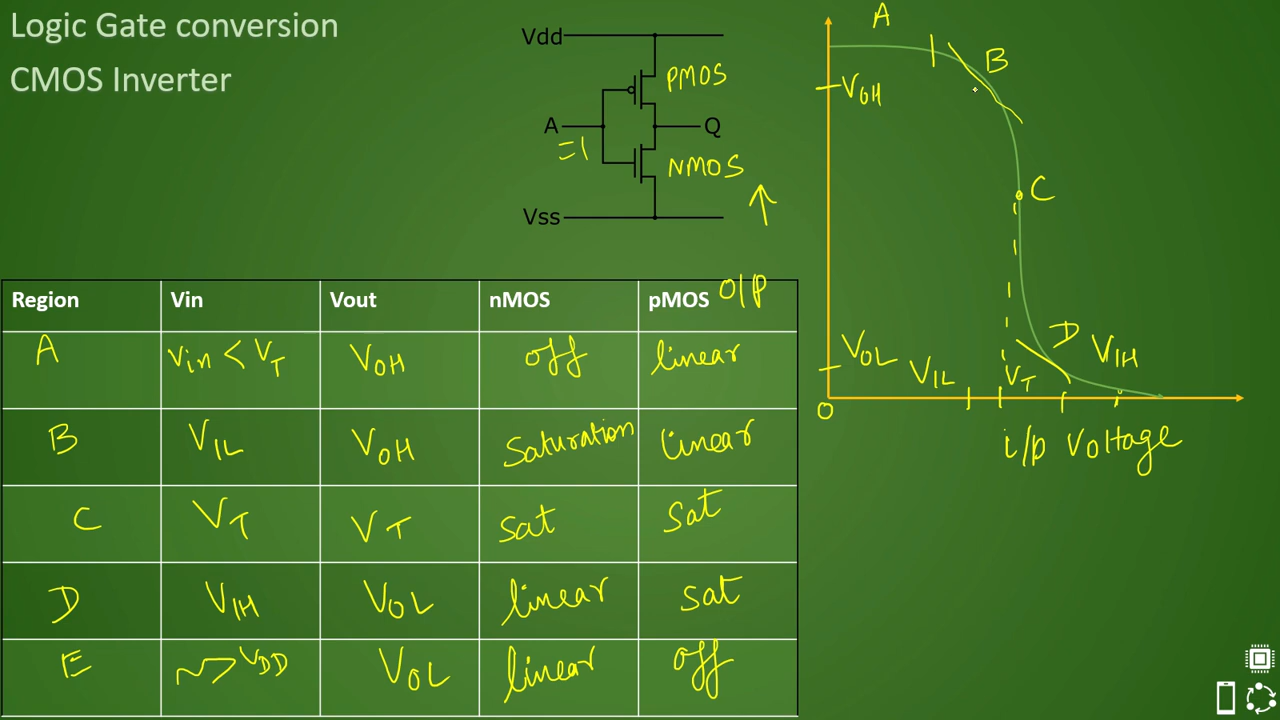 Logic Gate conversion
CMOS Inverter
Vdd
PMOS
A
=1
Q
NMOS
Vss
A
B
VOH
C
VOL
VIL
VT
D
VIH
0
i/p Voltage
O/P
Region Vin Vout nMOS pMOS
A Vin < VT VOH off linear
B VIL VOH Saturation linear
C VT VT Sat Sat
D VIH VOL linear sat
E VDD VOL linear off